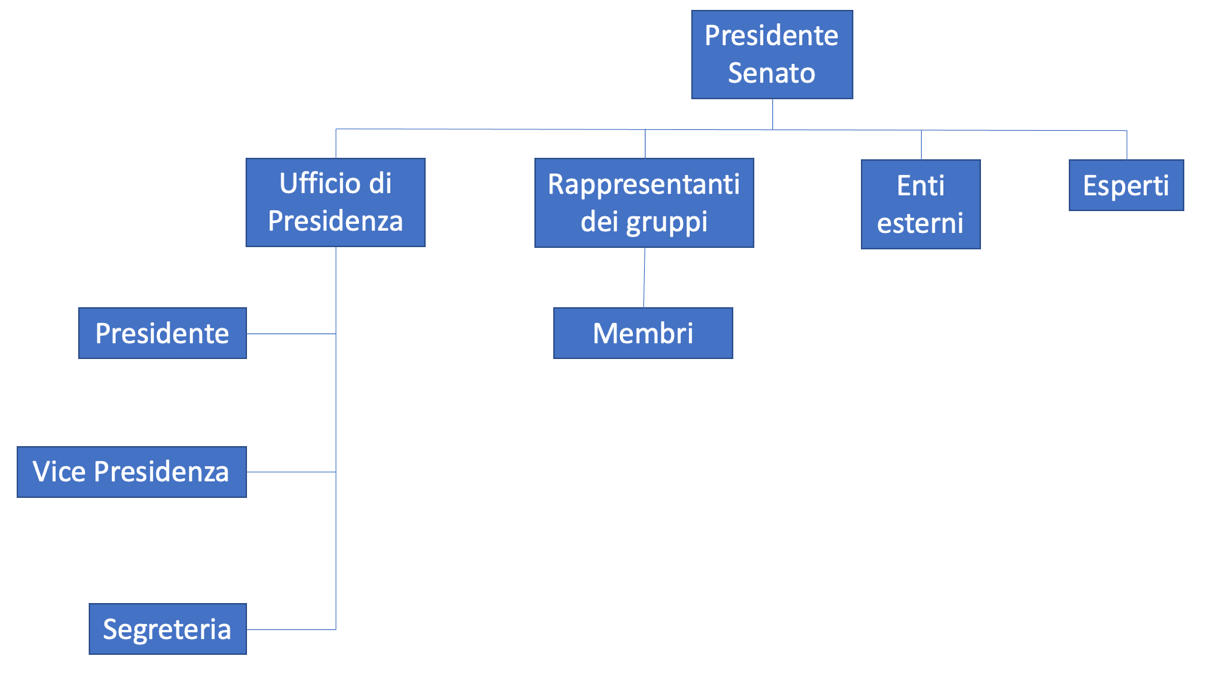 Presidente
Senato
Ufficio di
Presidenza
Rappresentanti
dei gruppi
Enti
esterni
Esperti
Presidente
Membri
Vice Presidenza
Segreteria